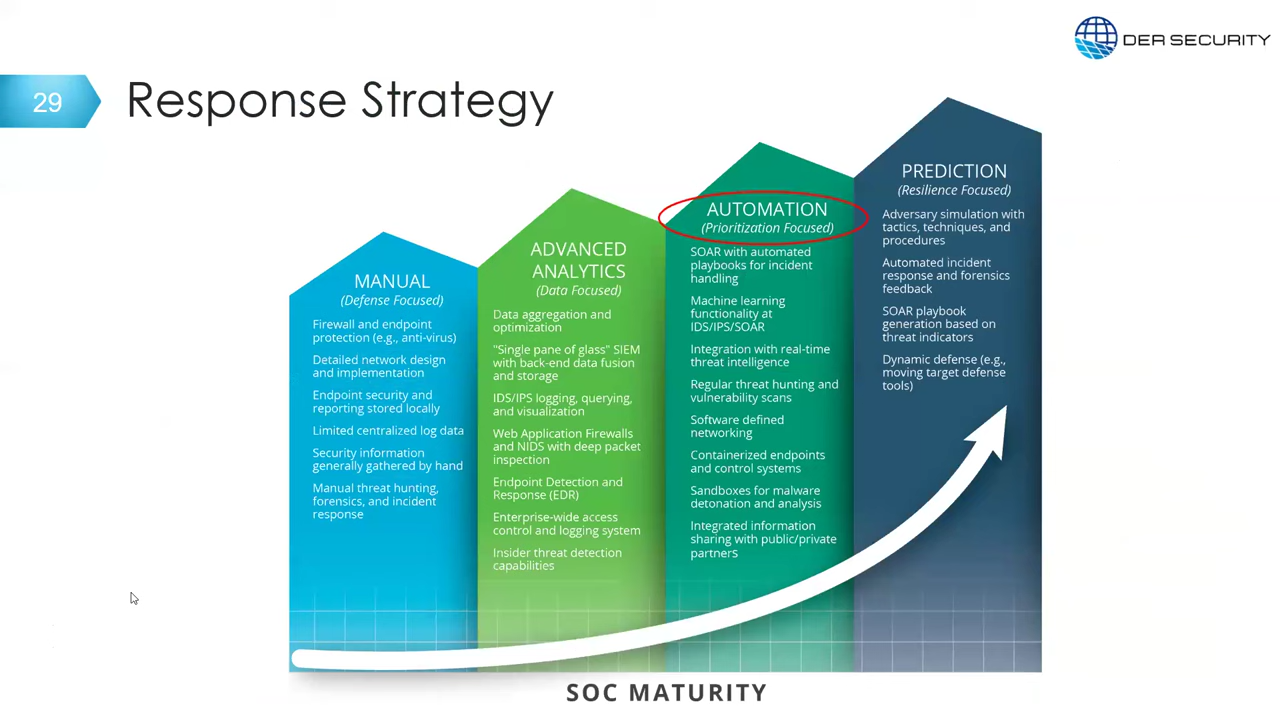 DER SECURITY
29
Response Strategy
MANUAL
(Defense Focused)
Firewall and endpoint
protection (e.g., anti-virus)
Detailed network design
and implementation
Endpoint security and
reporting stored locally
Limited centralized log data
Security information
generally gathered by hand
Manual threat hunting,
forensics, and incident
response
ADVANCED
ANALYTICS
(Data Focused)
Data aggregation and
optimization
"Single pane of glass" SIEM
with back-end data fusion
and storage
IDS/IPS logging, querying,
and visualization
Web Application Firewalls
and NIDS with deep packet
inspection
Endpoint Detection and
Response (EDR)
Enterprise-wide access
control and logging system
Insider threat detection
capabilities
AUTOMATION
(Prioritization Focused)
SOAR with automated
playbooks for incident
handling
Machine learning
functionality at
IDS/IPS/SOAR
Integration with real-time
threat intelligence
Regular threat hunting and
vulnerability scans
Software defined
networking
Containerized endpoints
and control systems
Sandboxes for malware
detonation and analysis
Integrated information
sharing with public/private
partners
PREDICTION
(Resilience Focused)
Adversary simulation with
tactics, techniques, and
procedures
Automated incident
response and forensics
feedback
SOAR playbook
generation based on
threat indicators
Dynamic defense (e.g.,
moving target defense
tools)
SOC MATURITY